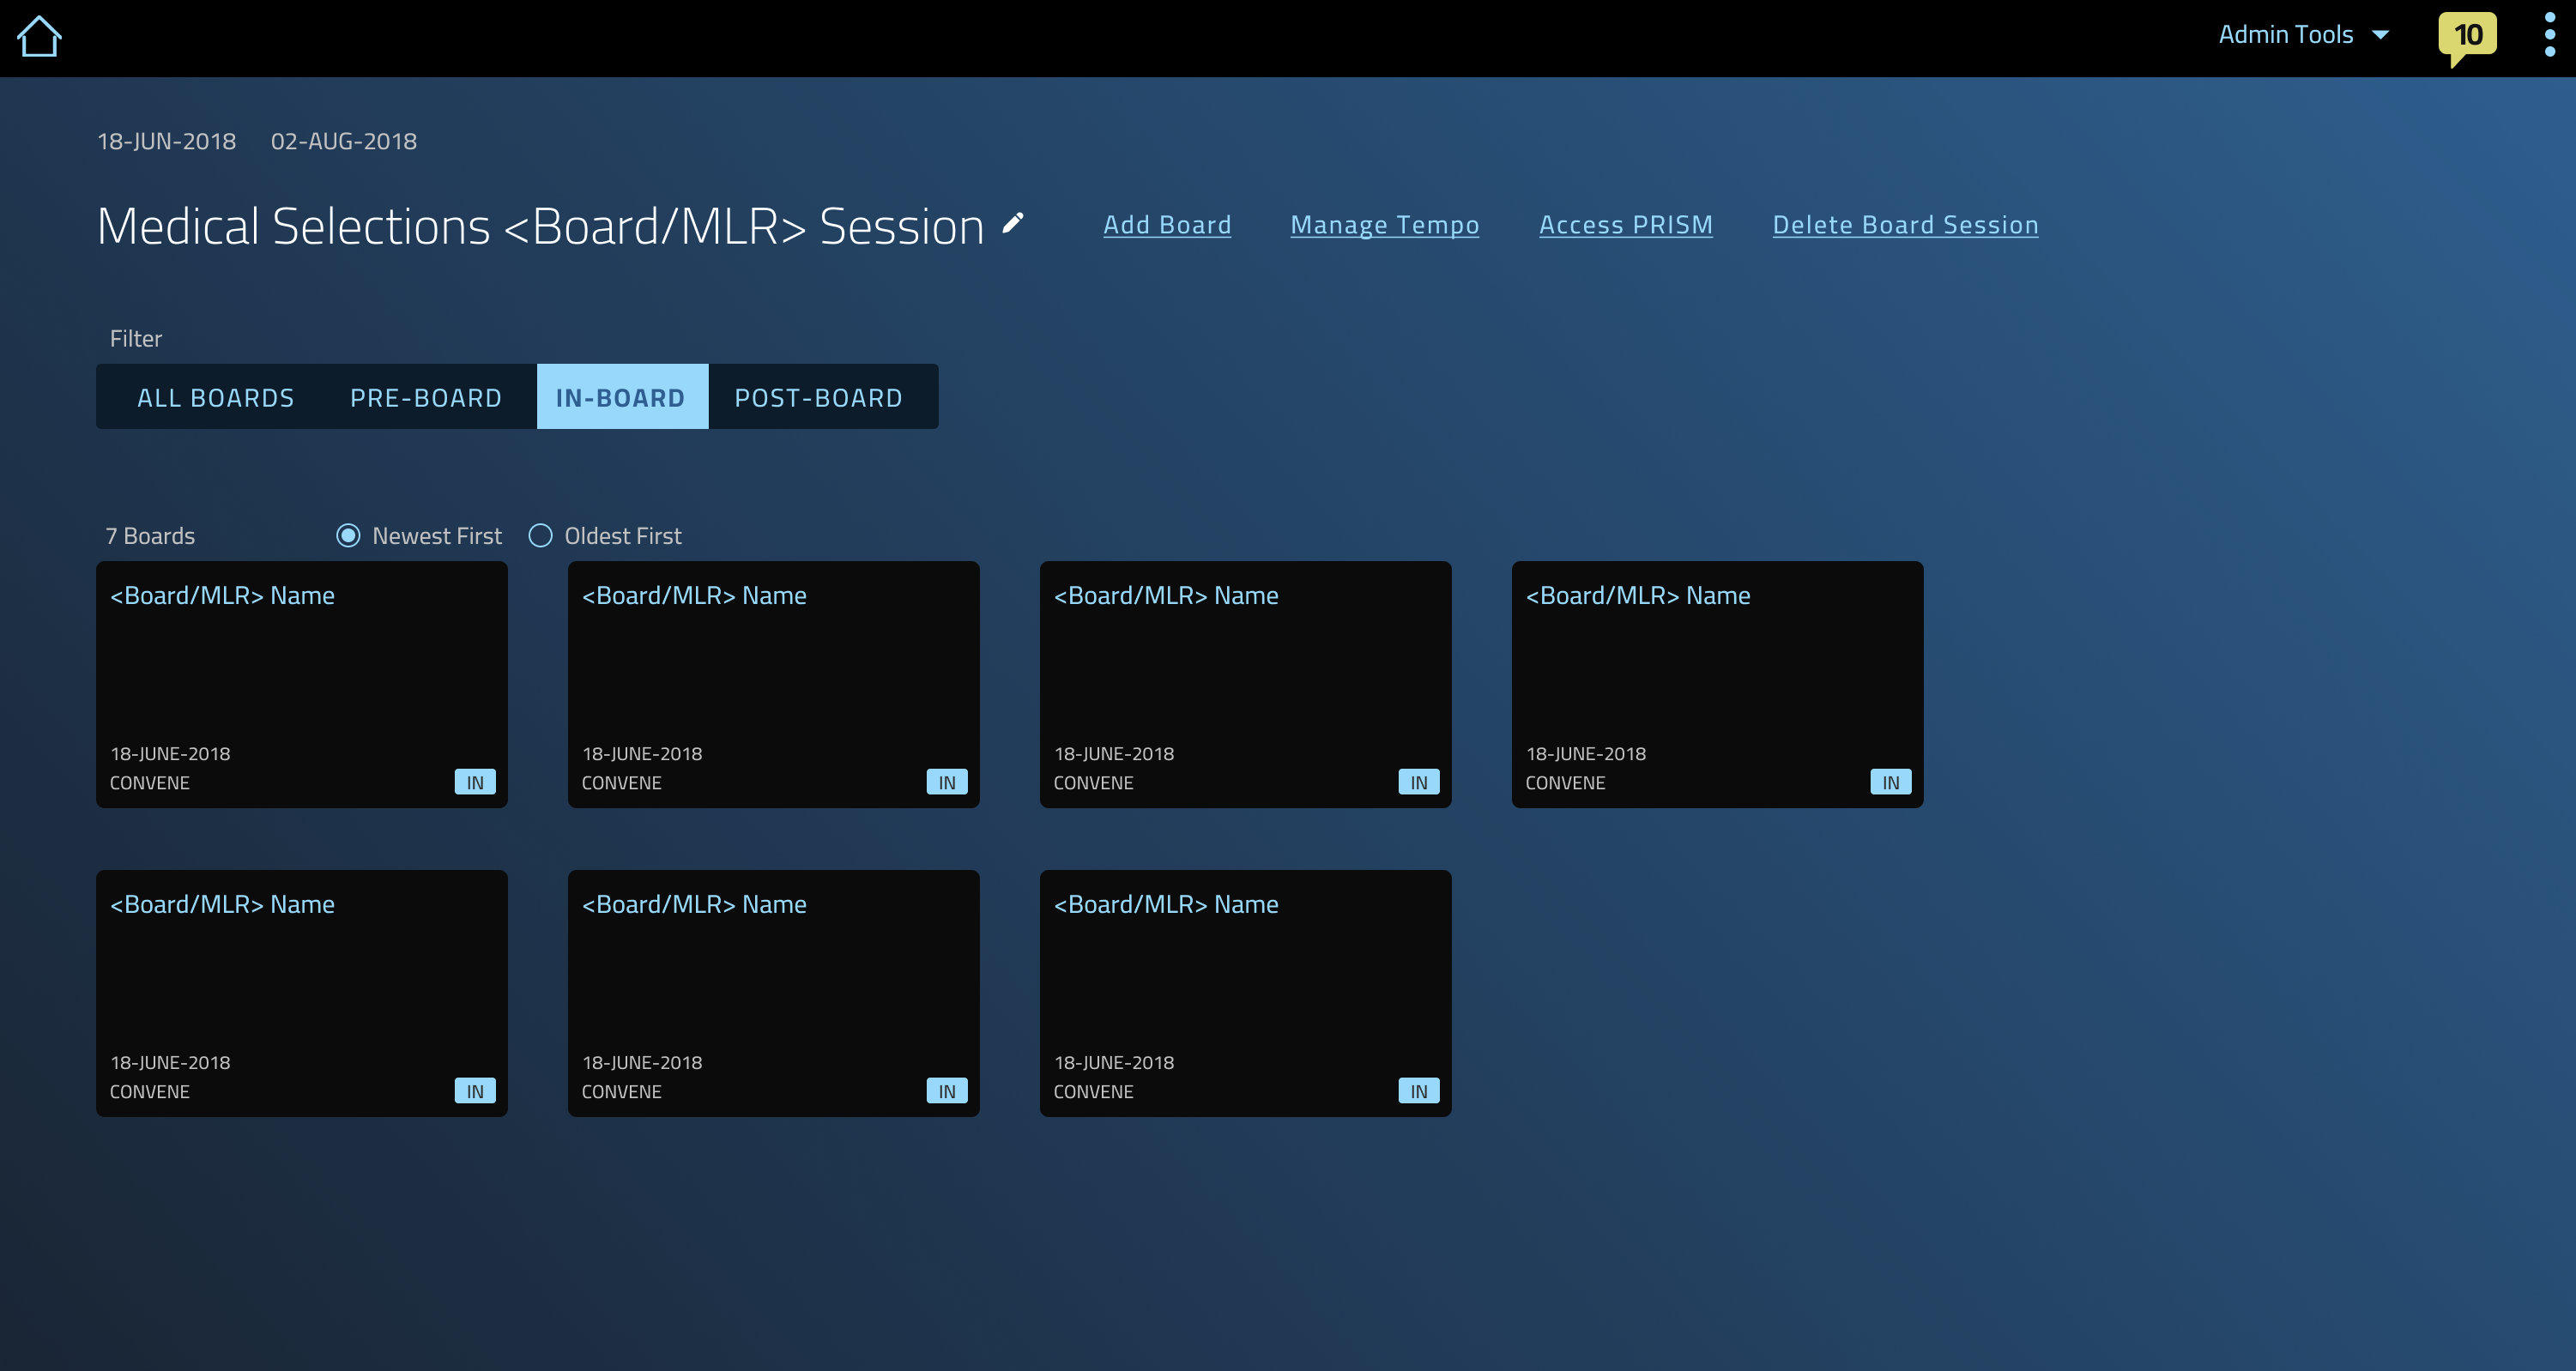 Admin Tools
10
18-JUN-2018 02-AUG-2018
Medical Selections <Board/MLR> Session
Add Board Manage Tempo Access PRISM Delete Board Session
Filter
ALL BOARDS PRE-BOARD IN-BOARD POST-BOARD
7 Boards Newest First Oldest First
<Board/MLR> Name
18-JUNE-2018
CONVENE IN
<Board/MLR> Name
18-JUNE-2018
CONVENE IN
<Board/MLR> Name
18-JUNE-2018
CONVENE IN
<Board/MLR> Name
18-JUNE-2018
CONVENE IN
<Board/MLR> Name
18-JUNE-2018
CONVENE IN
<Board/MLR> Name
18-JUNE-2018
CONVENE IN
<Board/MLR> Name
18-JUNE-2018
CONVENE IN